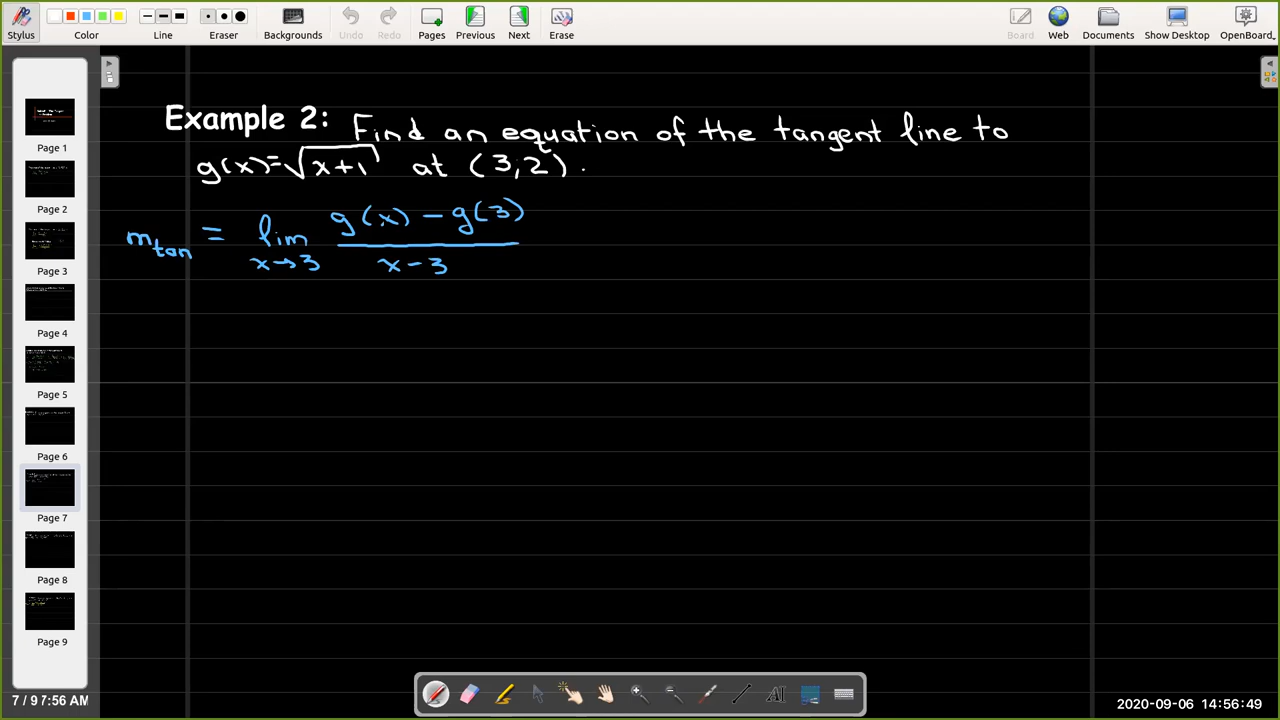 Stylus
Color
Line
Eraser
Backgrounds
Undo
Redo
Pages
Previous
Next
Erase
Board
Web
Documents
Show Desktop
OpenBoard
Example 2: Find an equation of the tangent line to
g(x)=√(x+1) at (3,2).
m_tan = lim_{x→3} (g(x) − g(3))/(x − 3)
Page 1
Page 2
Page 3
Page 4
Page 5
Page 6
Page 7
Page 8
Page 9
7 / 9 7:56 AM
AI
2020-09-06 14:56:49